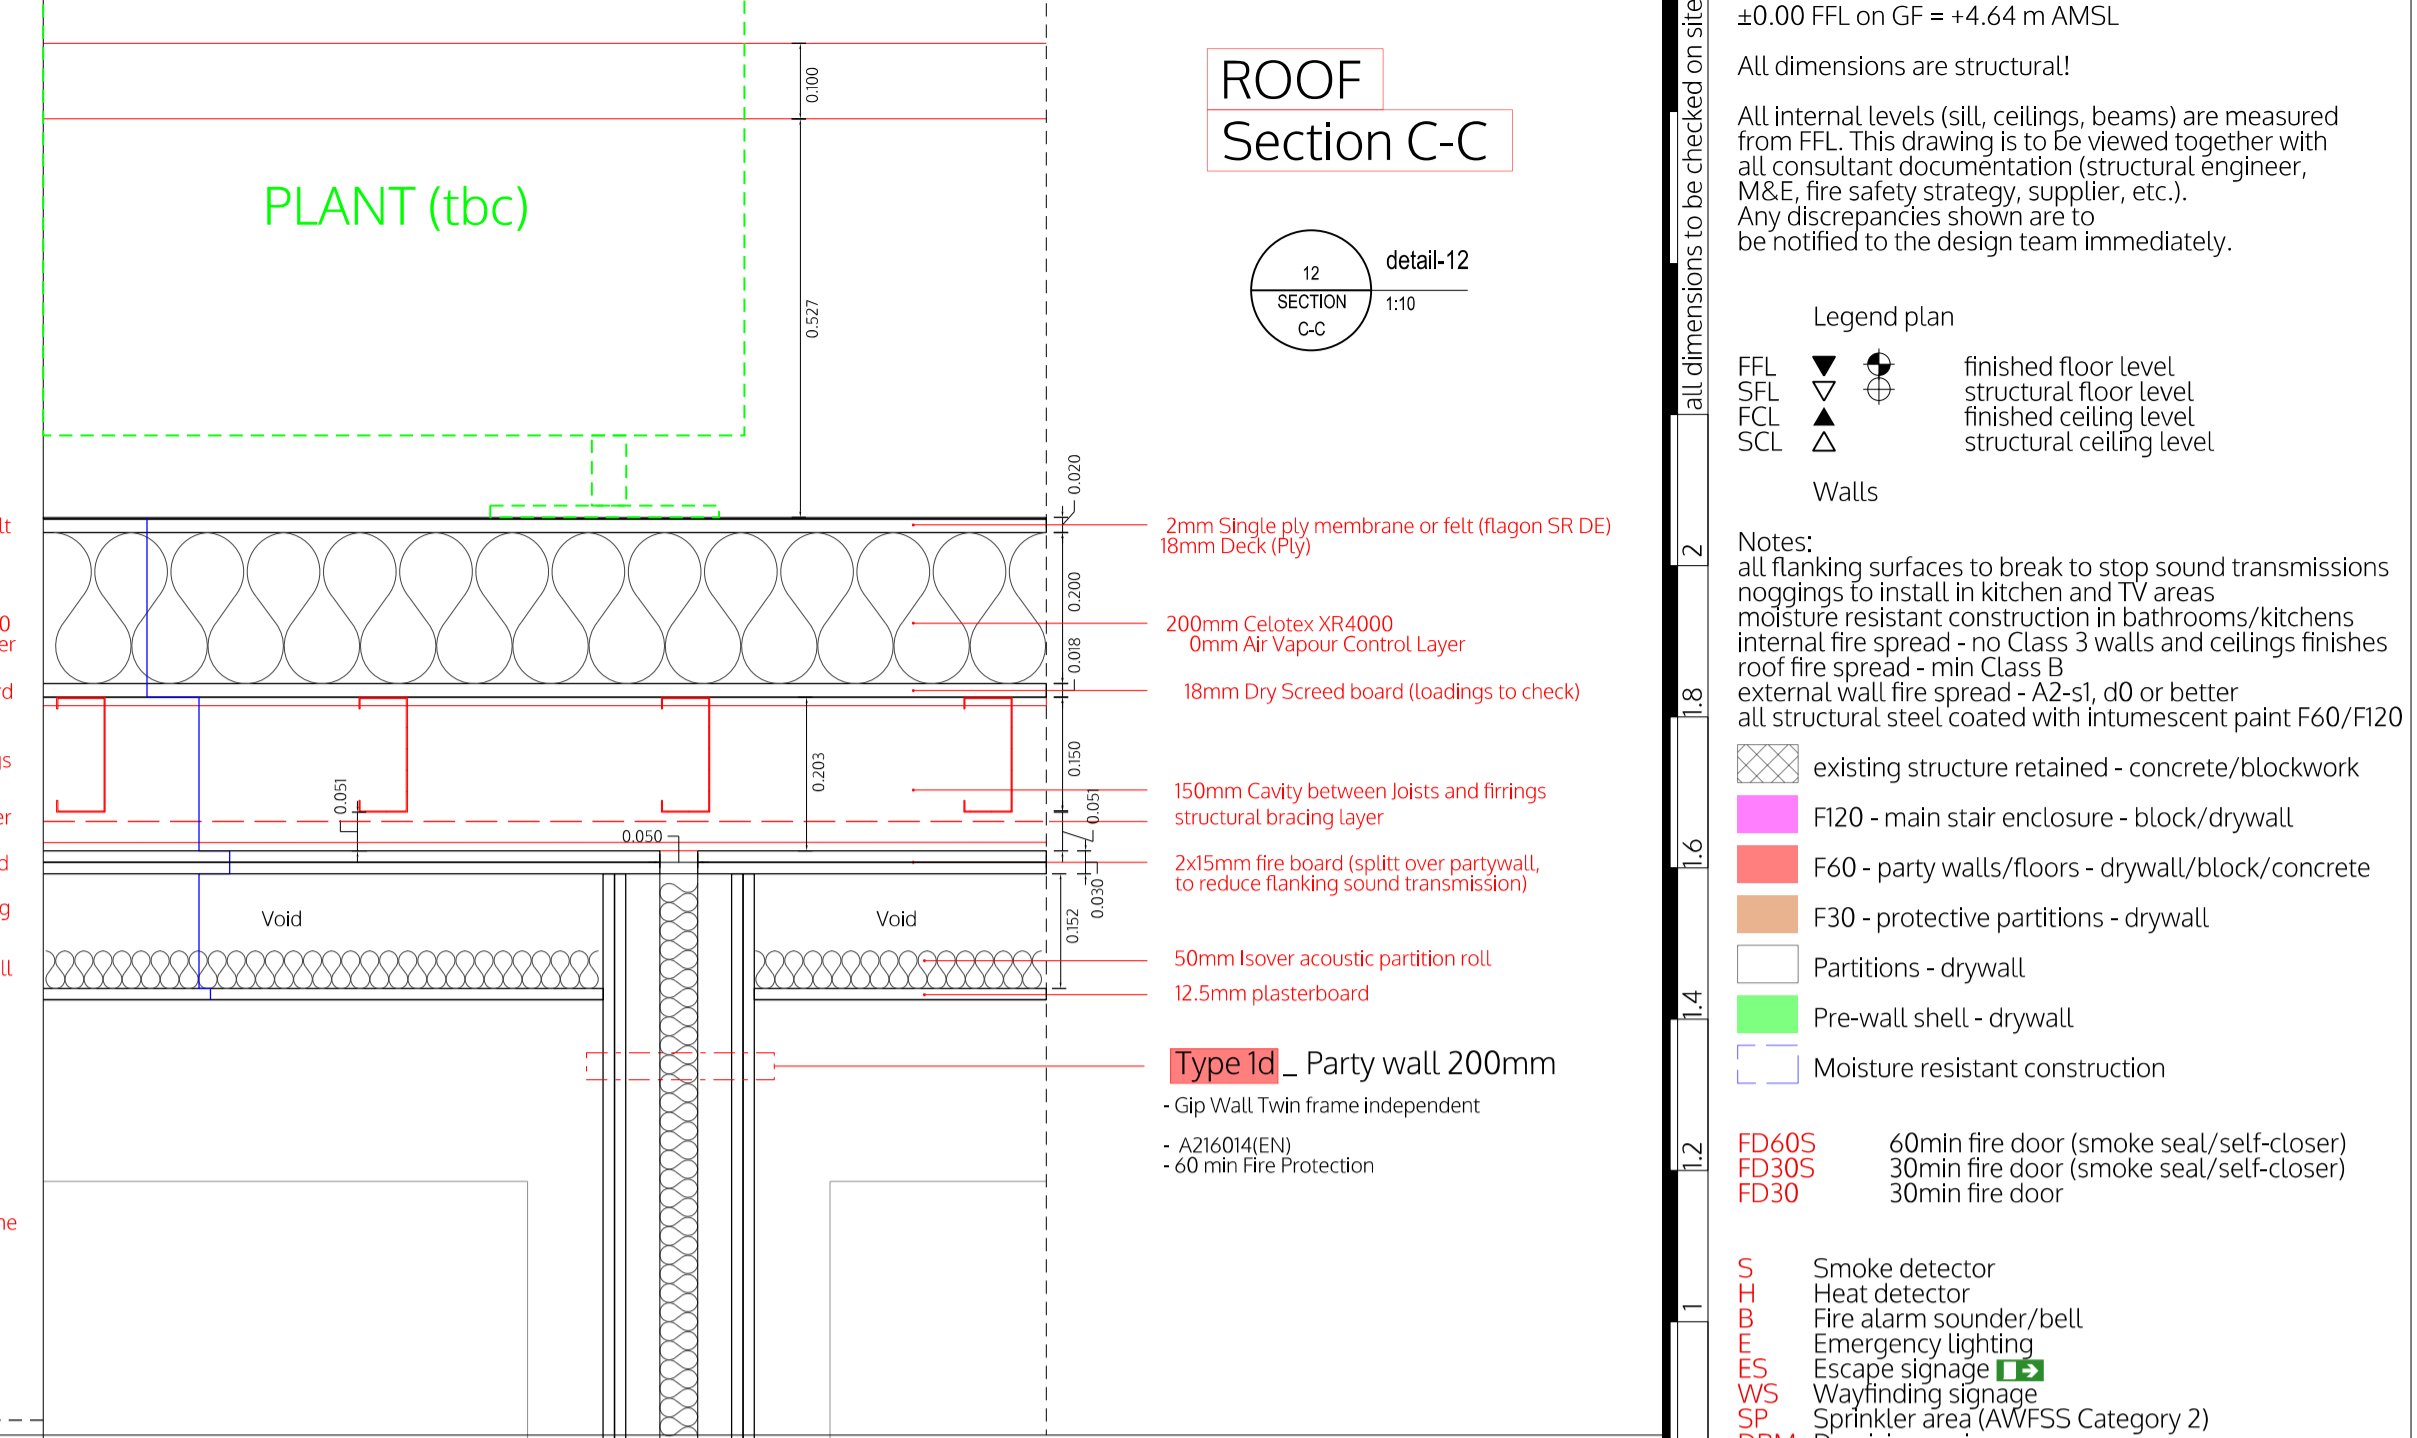 ROOF
Section C-C
12
SECTION
C-C
detail-12
1:10
PLANT (tbc)
0.100
0.527
0.020
0.200
0.018
0.150
0.203
0.051
0.051
0.050
0.030
0.152
Void
Void
2mm Single ply membrane or felt (flagon SR DE)
18mm Deck (Ply)
200mm Celotex XR4000
0mm Air Vapour Control Layer
18mm Dry Screed board (loadings to check)
150mm Cavity between Joists and firrings
structural bracing layer
2x15mm fire board (splitt over partywall,
to reduce flanking sound transmission)
50mm Isover acoustic partition roll
12.5mm plasterboard
Type 1d _ Party wall 200mm
- Gip Wall Twin frame independent
- A216014(EN)
- 60 min Fire Protection
all dimensions to be checked on site
2
1.8
1.6
1.4
1.2
1
±0.00 FFL on GF = +4.64 m AMSL
All dimensions are structural!
All internal levels (sill, ceilings, beams) are measured
from FFL. This drawing is to be viewed together with
all consultant documentation (structural engineer,
M&E, fire safety strategy, supplier, etc.).
Any discrepancies shown are to
be notified to the design team immediately.
Legend plan
FFL finished floor level
SFL structural floor level
FCL finished ceiling level
SCL structural ceiling level
Walls
Notes:
all flanking surfaces to break to stop sound transmissions
noggings to install in kitchen and TV areas
moisture resistant construction in bathrooms/kitchens
internal fire spread - no Class 3 walls and ceilings finishes
roof fire spread - min Class B
external wall fire spread - A2-s1, d0 or better
all structural steel coated with intumescent paint F60/F120
existing structure retained - concrete/blockwork
F120 - main stair enclosure - block/drywall
F60 - party walls/floors - drywall/block/concrete
F30 - protective partitions - drywall
Partitions - drywall
Pre-wall shell - drywall
Moisture resistant construction
FD60S 60min fire door (smoke seal/self-closer)
FD30S 30min fire door (smoke seal/self-closer)
FD30 30min fire door
S Smoke detector
H Heat detector
B Fire alarm sounder/bell
E Emergency lighting
ES Escape signage
WS Wayfinding signage
SP Sprinkler area (AWFSS Category 2)